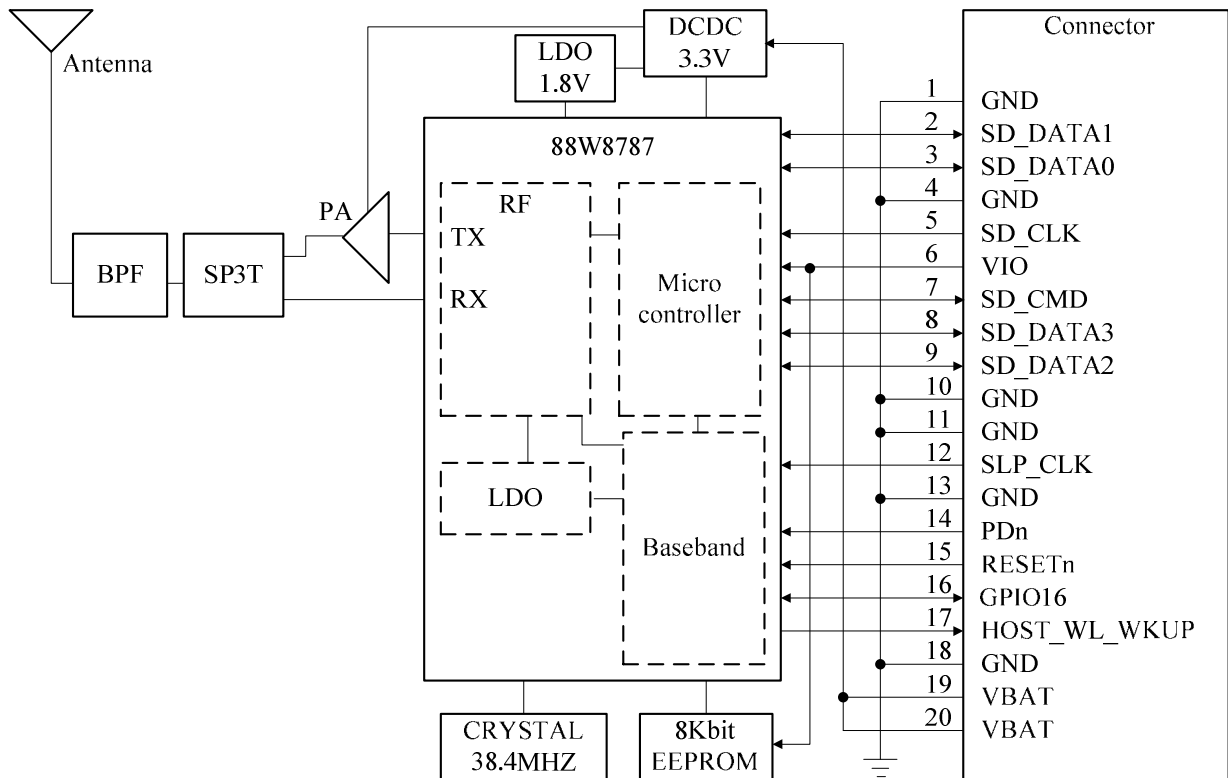 Antenna
DCDC
3.3V
LDO
1.8V
88W8787
RF
PA
TX
RX
BPF
SP3T
Micro
controller
LDO
Baseband
CRYSTAL
38.4MHZ
8Kbit
EEPROM
Connector
1 GND
2 SD_DATA1
3 SD_DATA0
4 GND
5 SD_CLK
6 VIO
7 SD_CMD
8 SD_DATA3
9 SD_DATA2
10 GND
11 GND
12 SLP_CLK
13 GND
14 PDn
15 RESETn
16 GPIO16
17 HOST_WL_WKUP
18 GND
19 VBAT
20 VBAT